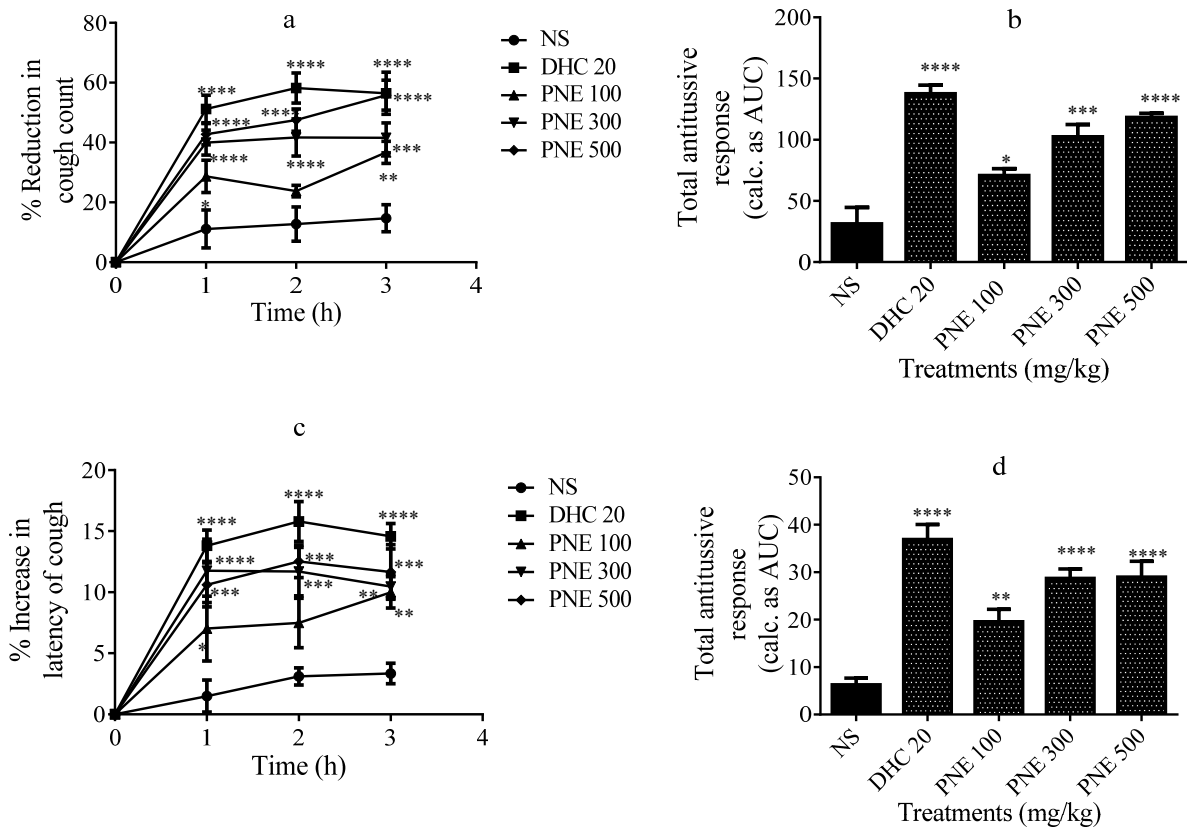 a
80
60
40
20
0
% Reduction in
cough count
****
****
****
****
****
****
****
****
***
**
*
0
1
2
3
4
Time (h)
NS
DHC 20
PNE 100
PNE 300
PNE 500
b
200
150
100
50
0
Total antitussive
response
(calc. as AUC)
****
*
***
****
NS
DHC 20
PNE 100
PNE 300
PNE 500
Treatments (mg/kg)
c
20
15
10
5
0
% Increase in
latency of cough
****
****
****
****
***
***
***
***
**
**
*
0
1
2
3
4
Time (h)
NS
DHC 20
PNE 100
PNE 300
PNE 500
d
50
40
30
20
10
0
Total antitussive
response
(calc. as AUC)
****
**
****
****
NS
DHC 20
PNE 100
PNE 300
PNE 500
Treatments (mg/kg)